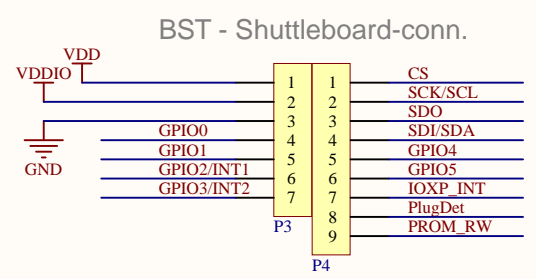 BST - Shuttleboard-conn.
VDD
VDDIO
GND
GPIO0
GPIO1
GPIO2/INT1
GPIO3/INT2
1
2
3
4
5
6
7
P3
1
2
3
4
5
6
7
8
9
P4
CS
SCK/SCL
SDO
SDI/SDA
GPIO4
GPIO5
IOXP_INT
PlugDet
PROM_RW